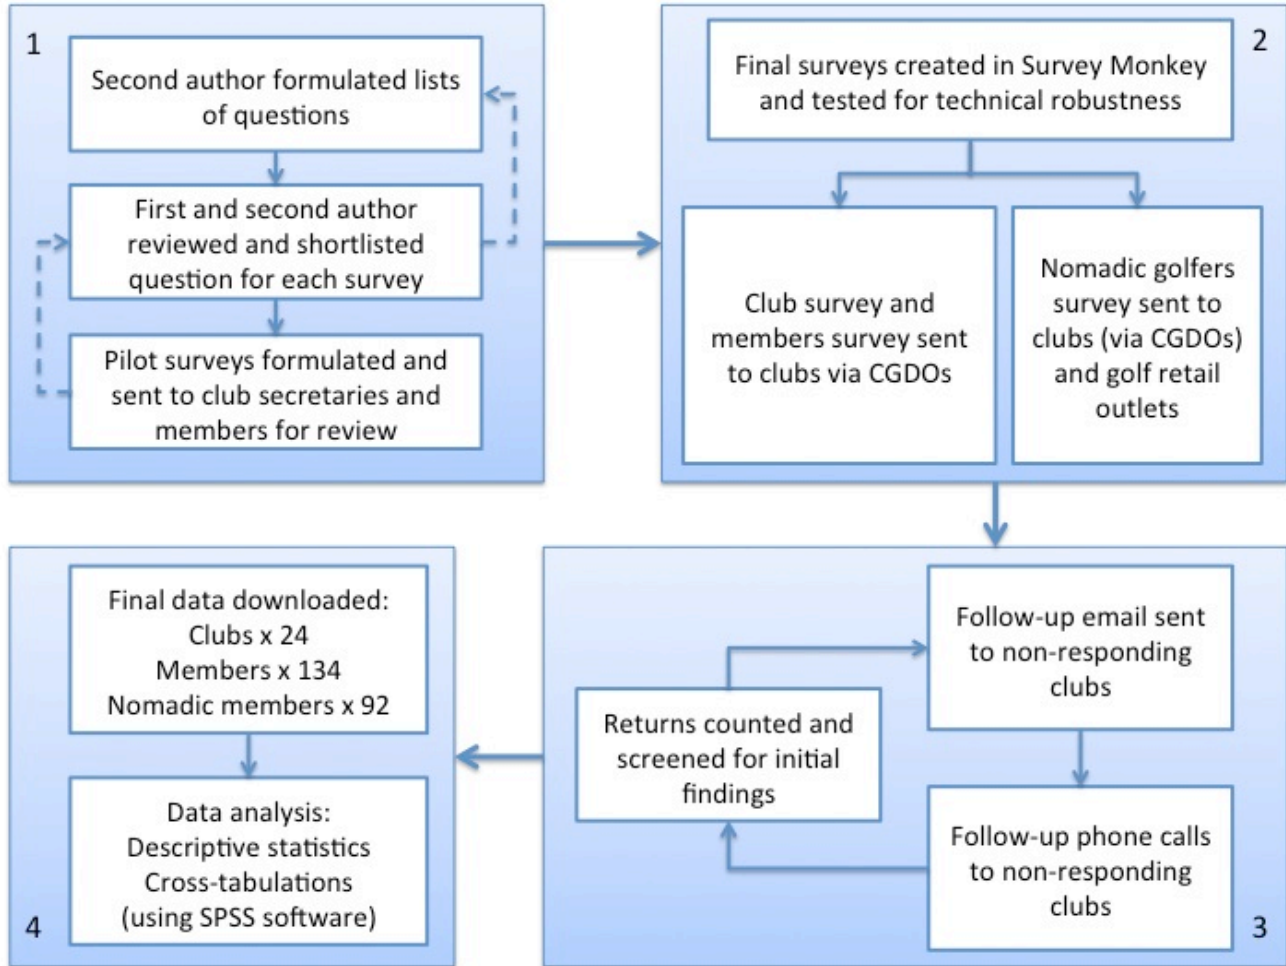 1
Second author formulated lists
of questions
First and second author
reviewed and shortlisted
question for each survey
Pilot surveys formulated and
sent to club secretaries and
members for review
2
Final surveys created in Survey Monkey
and tested for technical robustness
Club survey and
members survey sent
to clubs via CGDOs
Nomadic golfers
survey sent to
clubs (via CGDOs)
and golf retail
outlets
Follow-up email sent
to non-responding
clubs
Follow-up phone calls
to non-responding
clubs
Returns counted and
screened for initial
findings
3
Final data downloaded:
Clubs x 24
Members x 134
Nomadic members x 92
Data analysis:
Descriptive statistics
Cross-tabulations
(using SPSS software)
4